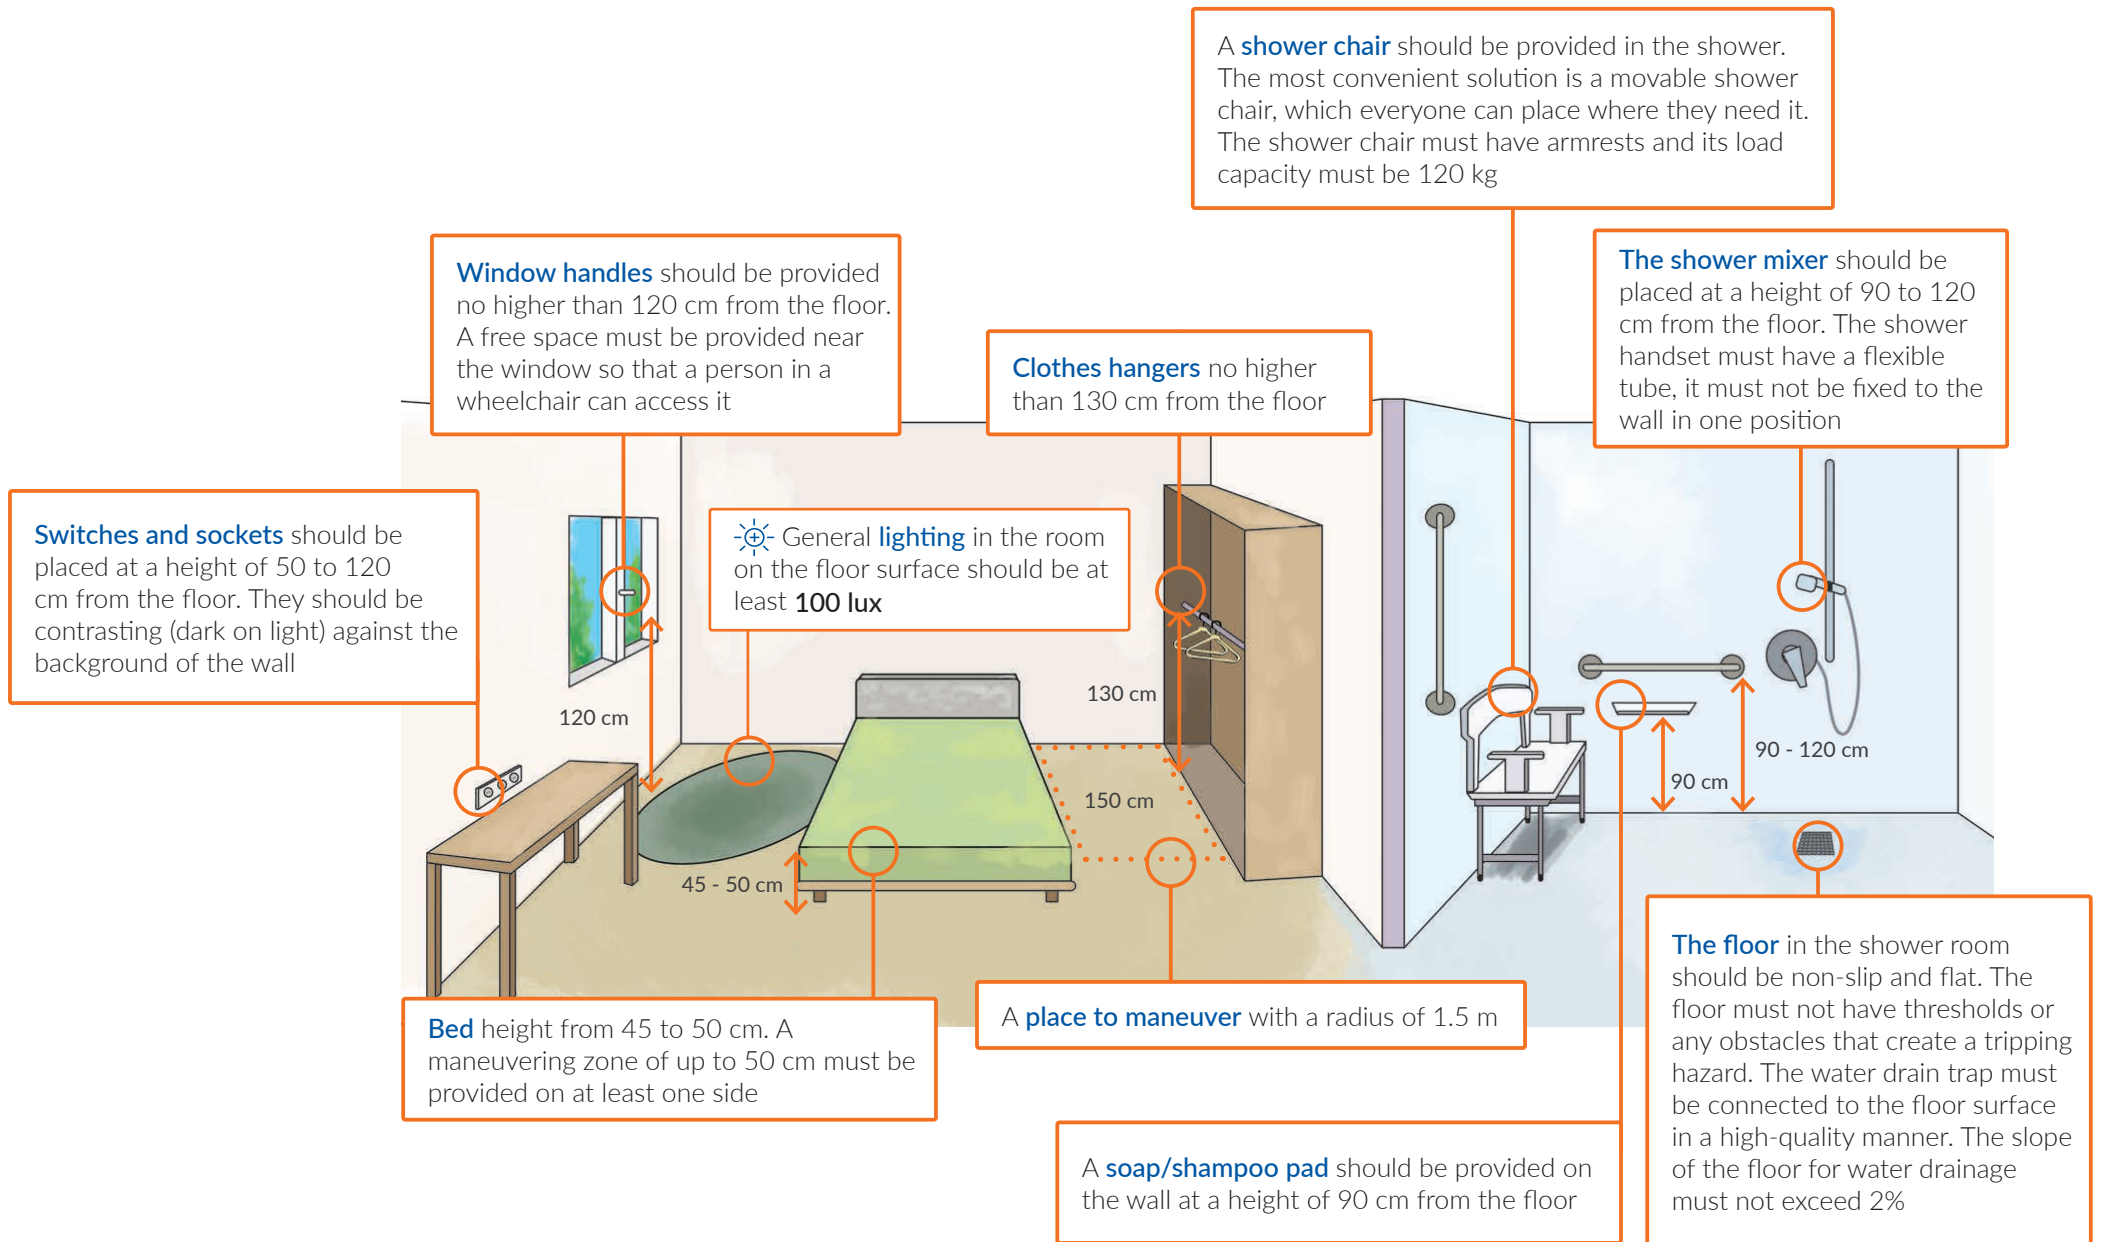 A shower chair should be provided in the shower.
The most convenient solution is a movable shower
chair, which everyone can place where they need it.
The shower chair must have armrests and its load
capacity must be 120 kg
Window handles should be provided
no higher than 120 cm from the floor.
A free space must be provided near
the window so that a person in a
wheelchair can access it
The shower mixer should be
placed at a height of 90 to 120
cm from the floor. The shower
handset must have a flexible
tube, it must not be fixed to the
wall in one position
Clothes hangers no higher
than 130 cm from the floor
Switches and sockets should be
placed at a height of 50 to 120
cm from the floor. They should be
contrasting (dark on light) against the
background of the wall
General lighting in the room
on the floor surface should be at
least 100 lux
120 cm
130 cm
150 cm
45 - 50 cm
90 cm
90 - 120 cm
Bed height from 45 to 50 cm. A
maneuvering zone of up to 50 cm must be
provided on at least one side
A place to maneuver with a radius of 1.5 m
The floor in the shower room
should be non-slip and flat. The
floor must not have thresholds or
any obstacles that create a tripping
hazard. The water drain trap must
be connected to the floor surface
in a high-quality manner. The slope
of the floor for water drainage
must not exceed 2%
A soap/shampoo pad should be provided on
the wall at a height of 90 cm from the floor